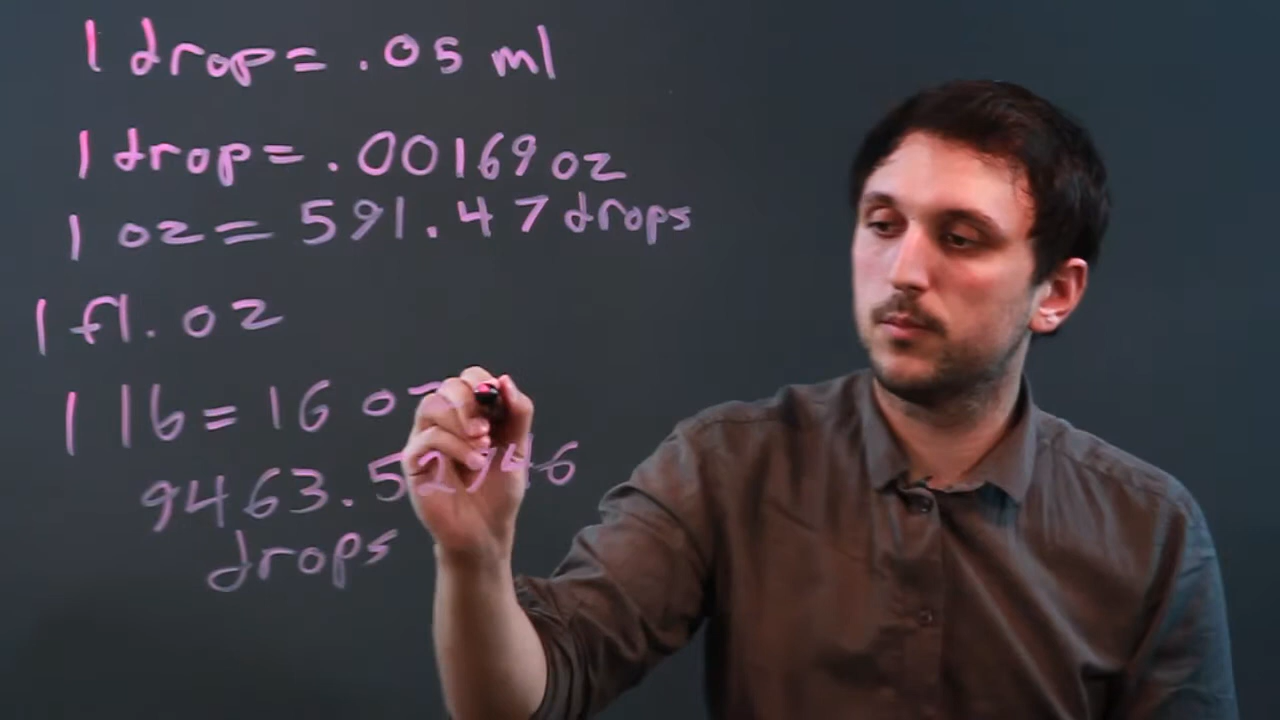 1 drop = .05 ml
1 drop = .00169 oz
1 oz = 591.47 drops
1 fl. oz
1 lb = 16 oz
9463.52946
drops